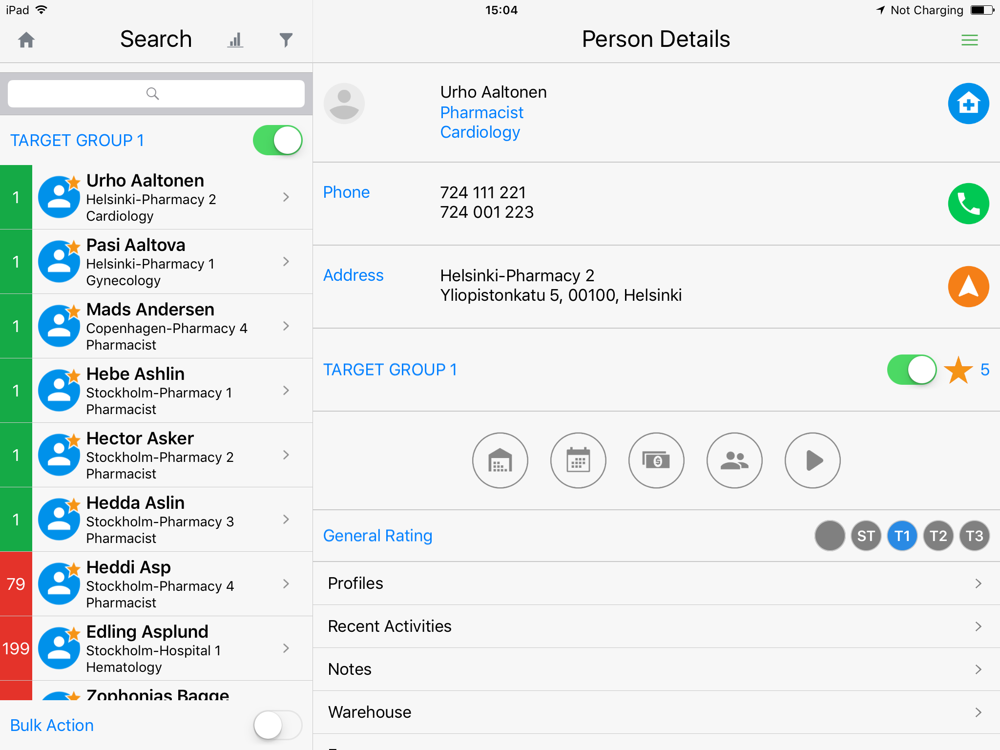 iPad
15:04
Not Charging
Search
Person Details
TARGET GROUP 1
1
Urho Aaltonen
Helsinki-Pharmacy 2
Cardiology
1
Pasi Aaltova
Helsinki-Pharmacy 1
Gynecology
1
Mads Andersen
Copenhagen-Pharmacy 4
Pharmacist
1
Hebe Ashlin
Stockholm-Pharmacy 1
Pharmacist
1
Hector Asker
Stockholm-Pharmacy 2
Pharmacist
1
Hedda Aslin
Stockholm-Pharmacy 3
Pharmacist
79
Heddi Asp
Stockholm-Pharmacy 4
Pharmacist
199
Edling Asplund
Stockholm-Hospital 1
Hematology
Zophonias Bagge
Bulk Action
Urho Aaltonen
Pharmacist
Cardiology
Phone
724 111 221
724 001 223
Address
Helsinki-Pharmacy 2
Yliopistonkatu 5, 00100, Helsinki
TARGET GROUP 1
5
General Rating
ST
T1
T2
T3
Profiles
Recent Activities
Notes
Warehouse